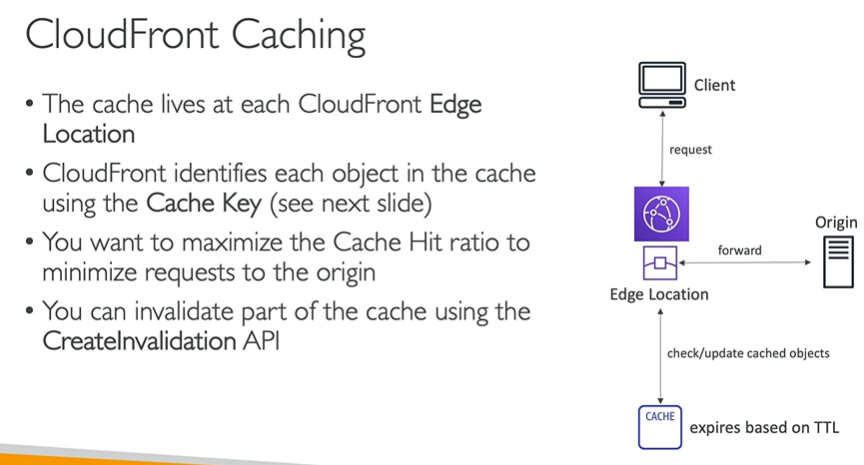 CloudFront Caching
• The cache lives at each CloudFront Edge
Location
• CloudFront identifies each object in the cache
using the Cache Key (see next slide)
• You want to maximize the Cache Hit ratio to
minimize requests to the origin
• You can invalidate part of the cache using the
CreateInvalidation API
Client
request
Origin
forward
Edge Location
check/update cached objects
CACHE
expires based on TTL